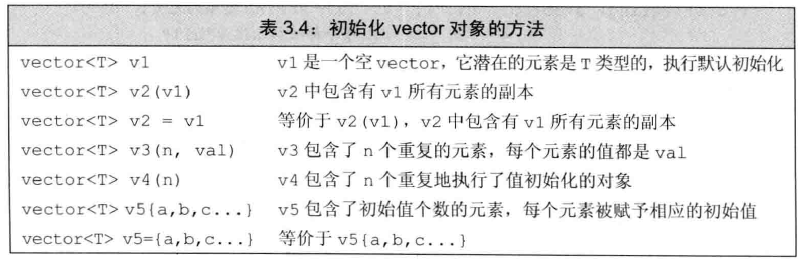 表 3.4：初始化 vector 对象的方法
vector<T> v1 v1 是一个空 vector，它潜在的元素是 T 类型的，执行默认初始化
vector<T> v2(v1) v2 中包含有 v1 所有元素的副本
vector<T> v2 = v1 等价于 v2(v1)，v2 中包含有 v1 所有元素的副本
vector<T> v3(n, val) v3 包含了 n 个重复的元素，每个元素的值都是 val
vector<T> v4(n) v4 包含了 n 个重复地执行了值初始化的对象
vector<T> v5{a,b,c...} v5 包含了初始值个数的元素，每个元素被赋予相应的初始值
vector<T> v5={a,b,c...} 等价于 v5{a,b,c...}